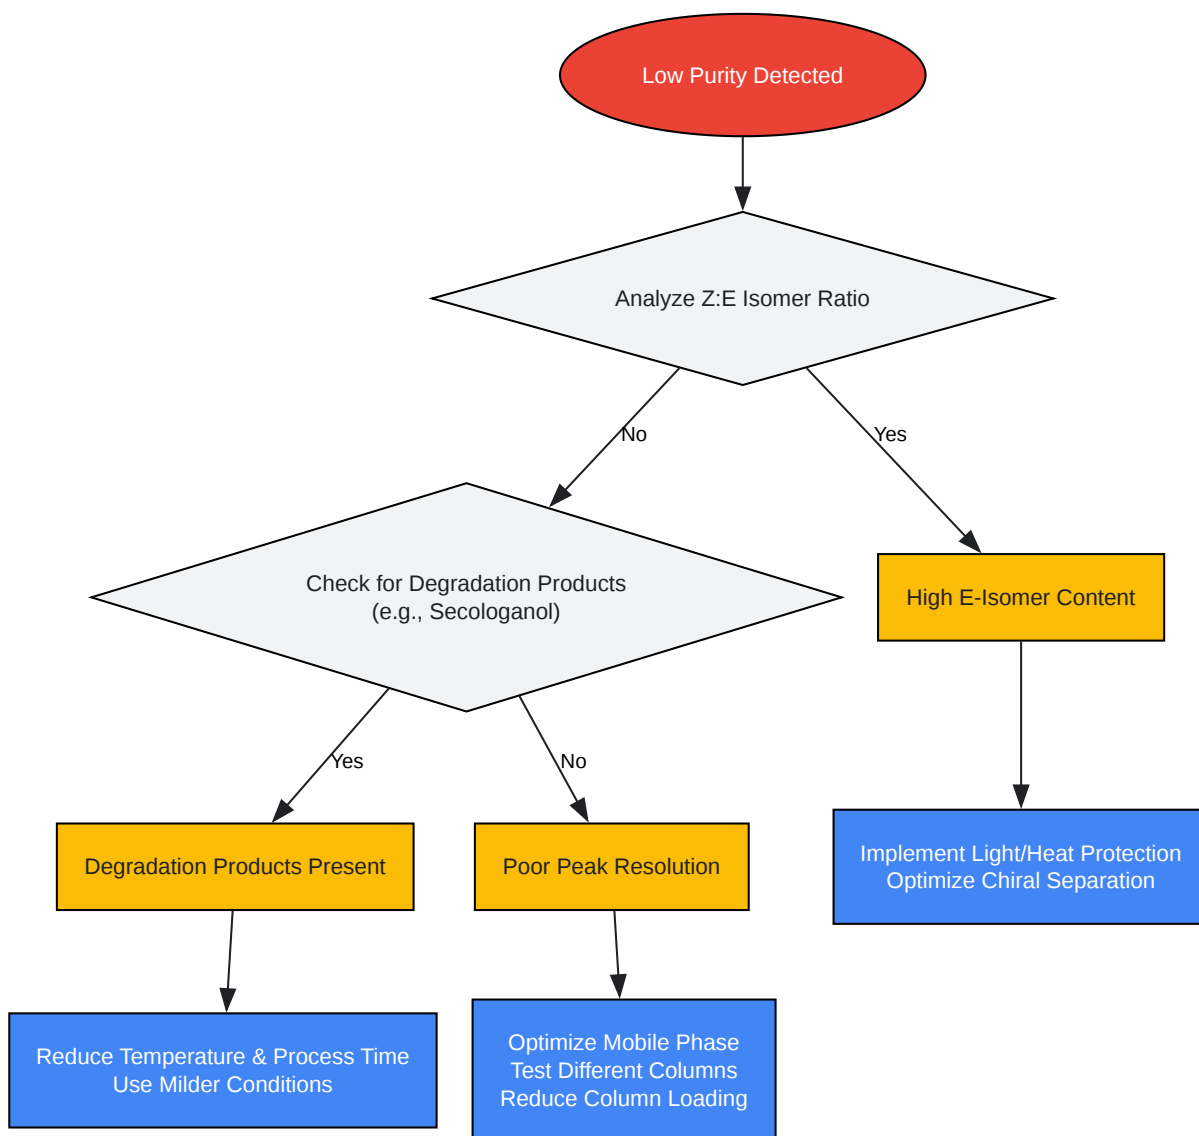 Low Purity Detected
Analyze Z:E Isomer Ratio
No
Yes
Check for Degradation Products
(e.g., Secologanol)
High E-Isomer Content
Yes
No
Degradation Products Present
Poor Peak Resolution
Implement Light/Heat Protection
Optimize Chiral Separation
Reduce Temperature & Process Time
Use Milder Conditions
Optimize Mobile Phase
Test Different Columns
Reduce Column Loading